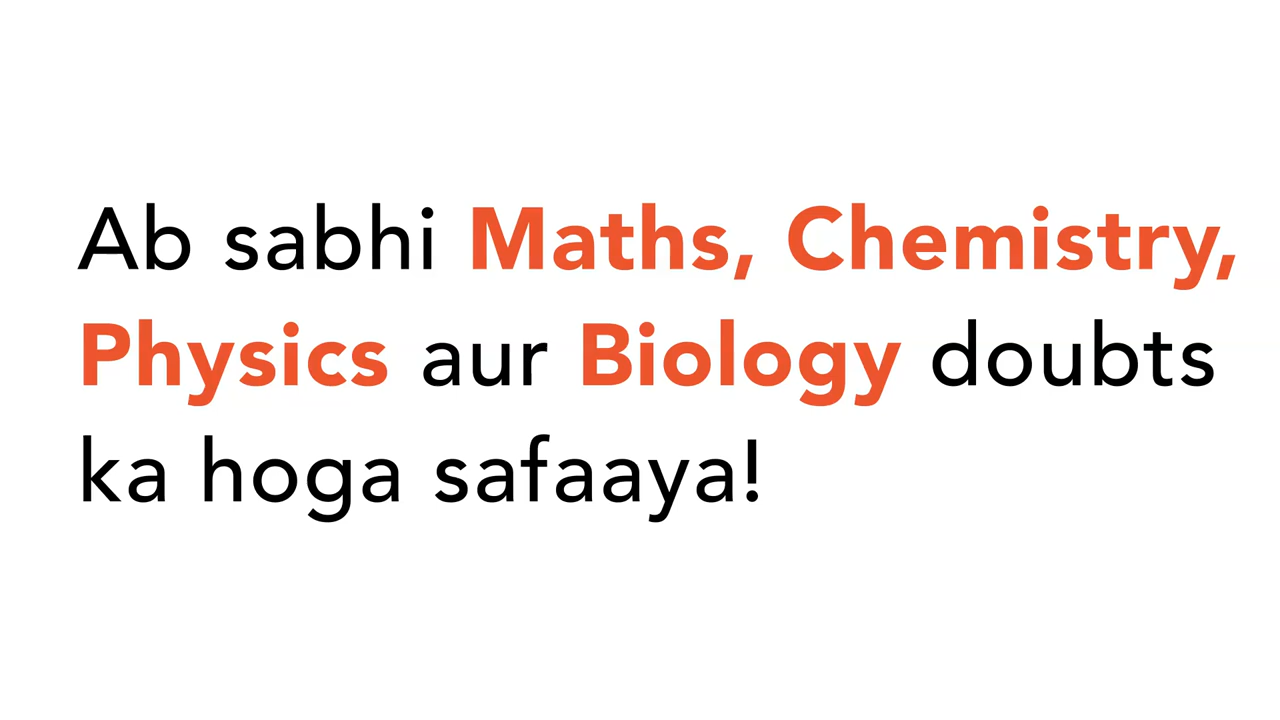 Ab sabhi Maths, Chemistry,
Physics aur Biology doubts
ka hoga safaaya!